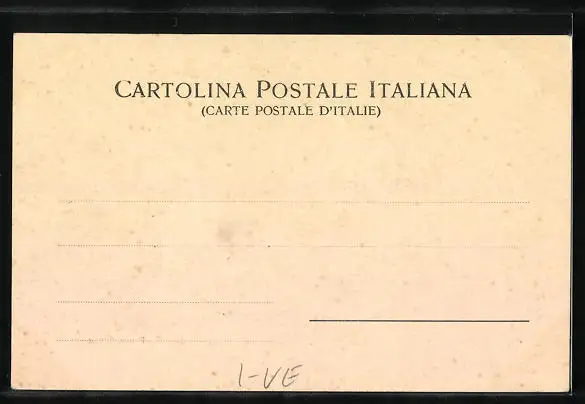 CARTOLINA POSTALE ITALIANA
(CARTE POSTALE D'ITALIE)
I-VE